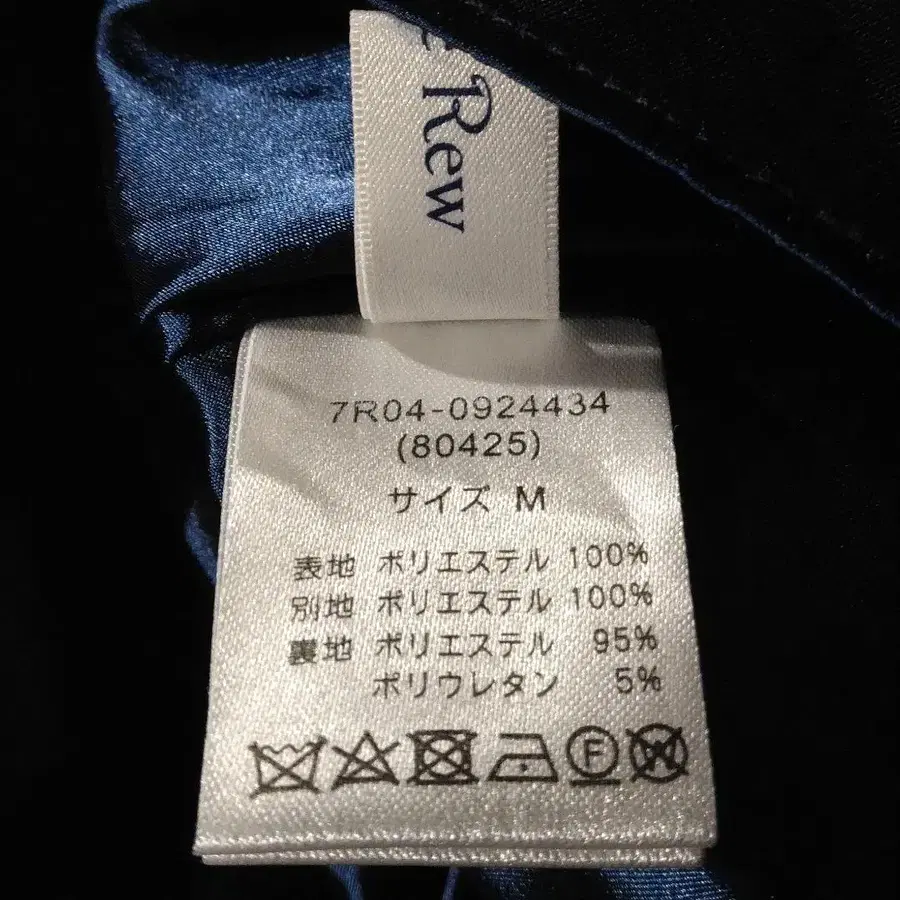 Rew
7R04-0924434
(80425)
サイズ M
表地 ポリエステル 100%
別地 ポリエステル 100%
裏地 ポリエステル 95%
ポリウレタン 5%
F
W